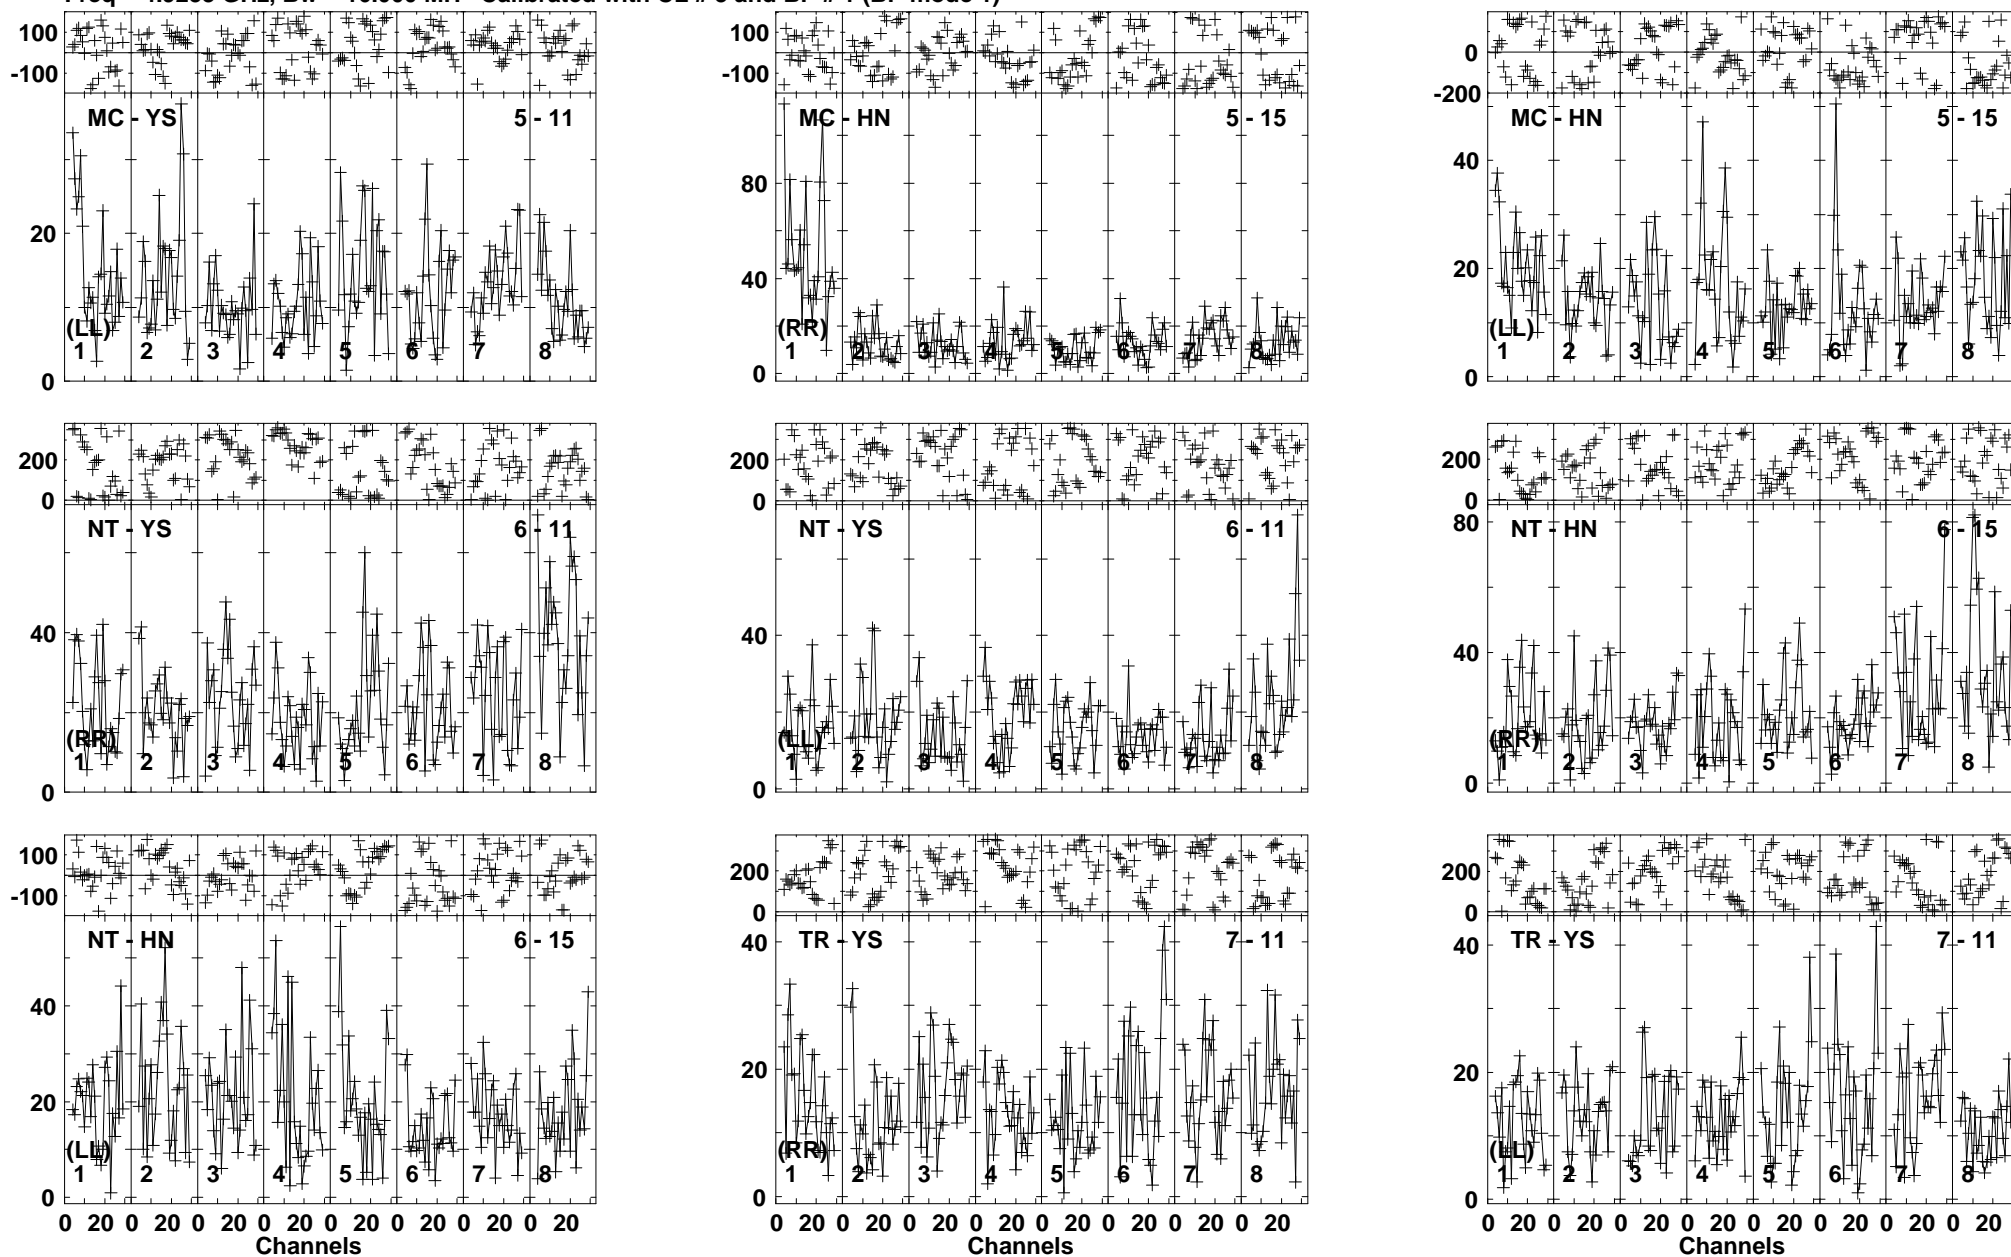 100 100 0
-100 -100 -200
MC - YS 5 - 11 MC - HN 5 - 15 MC - HN 5 - 15
20 0 80 40 0 40 20 0
(LL) (RR) (LL)
1 2 3 4 5 6 7 8 1 2 3 4 5 6 7 8 1 2 3 4 5 6 7 8
200 0 200 0 200 0
NT - YS 6 - 11 NT - YS 6 - 11 NT - HN 6 - 15
40 0 40 0 80 40 0
(RR) (LL) (RR)
1 2 3 4 5 6 7 8 1 2 3 4 5 6 7 8 1 2 3 4 5 6 7 8
100 -100 200 0 200 0
NT - HN 6 - 15 TR - YS 7 - 11 TR - YS 7 - 11
40 20 0 40 20 0 40 20 0
(LL) (RR) (LL)
1 2 3 4 5 6 7 8 1 2 3 4 5 6 7 8 1 2 3 4 5 6 7 8
0 20 0 20 0 20 0 20 0 20 0 20 0 20 0 20 0 20 0 20 0 20 0 20 0 20 0 20 0 20 0 20 0 20 0 20 0 20 0 20 0 20 0 20 0 20 0 20
Channels Channels Channels